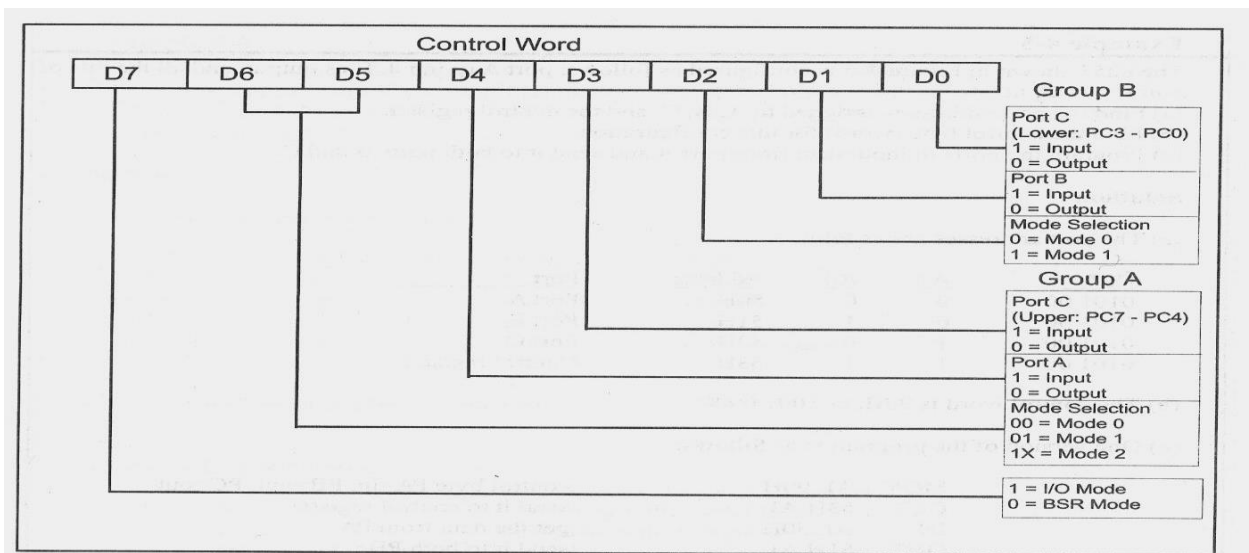 Control Word
D7 D6 D5 D4 D3 D2 D1 D0
Group B
Port C
(Lower: PC3 - PC0)
1 = Input
0 = Output
Port B
1 = Input
0 = Output
Mode Selection
0 = Mode 0
1 = Mode 1
Group A
Port C
(Upper: PC7 - PC4)
1 = Input
0 = Output
Port A
1 = Input
0 = Output
Mode Selection
00 = Mode 0
01 = Mode 1
1X = Mode 2
1 = I/O Mode
0 = BSR Mode